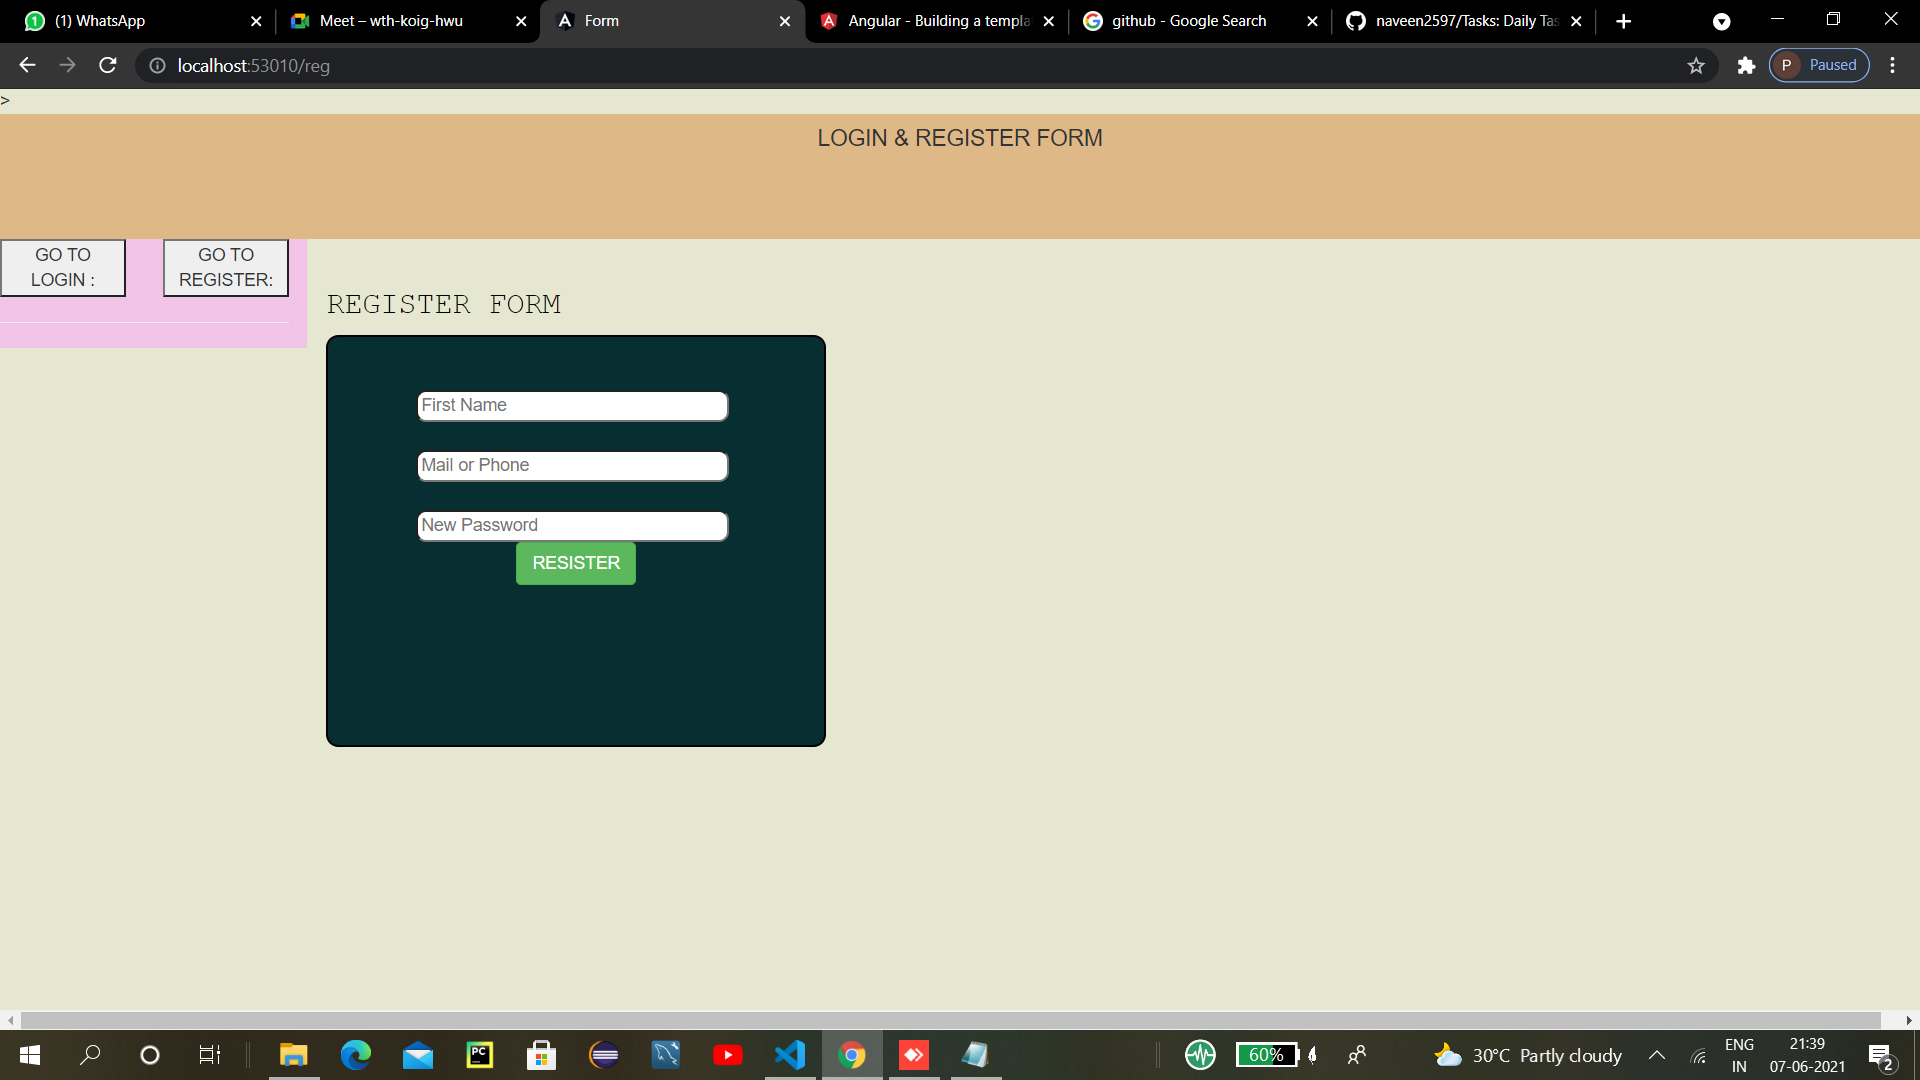 (1) WhatsApp
Meet – wth-koig-hwu
Form
Angular - Building a templa
github - Google Search
naveen2597/Tasks: Daily Tas
localhost:53010/reg
P Paused
>
LOGIN & REGISTER FORM
GO TO
LOGIN :
GO TO
REGISTER:
REGISTER FORM
First Name
Mail or Phone
New Password
RESISTER
PC
60%
30°C Partly cloudy
ENG
IN
21:39
07-06-2021
2